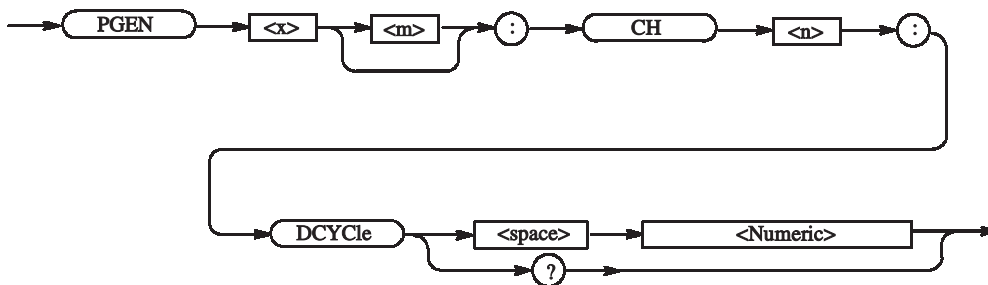 PGEN <x> <m> : CH <n> :
DCYCle <space> <Numeric>
?